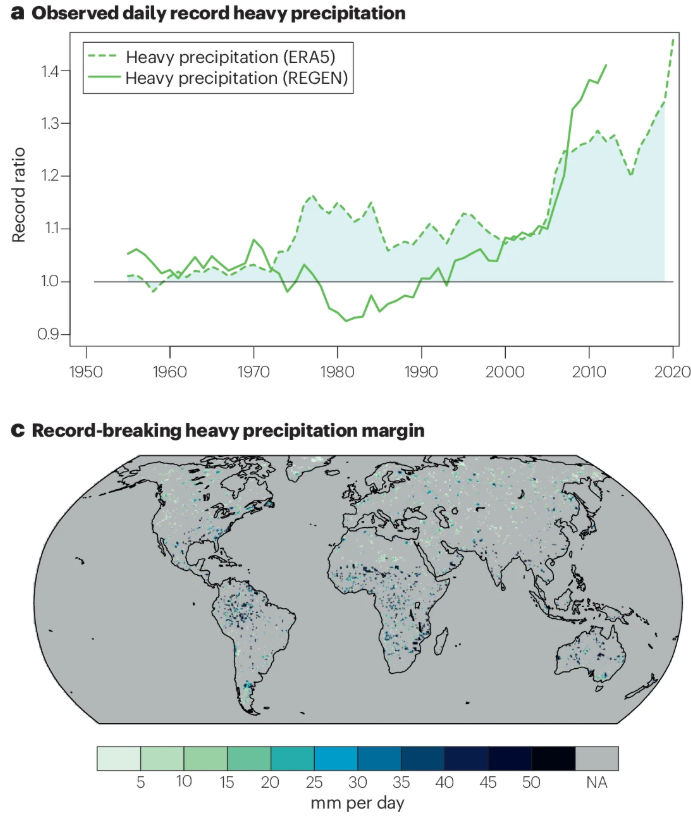 a Observed daily record heavy precipitation
Heavy precipitation (ERA5)
Heavy precipitation (REGEN)
Record ratio
1.4
1.3
1.2
1.1
1.0
0.9
1950 1960 1970 1980 1990 2000 2010 2020
c Record-breaking heavy precipitation margin
5 10 15 20 25 30 35 40 45 50 NA
mm per day